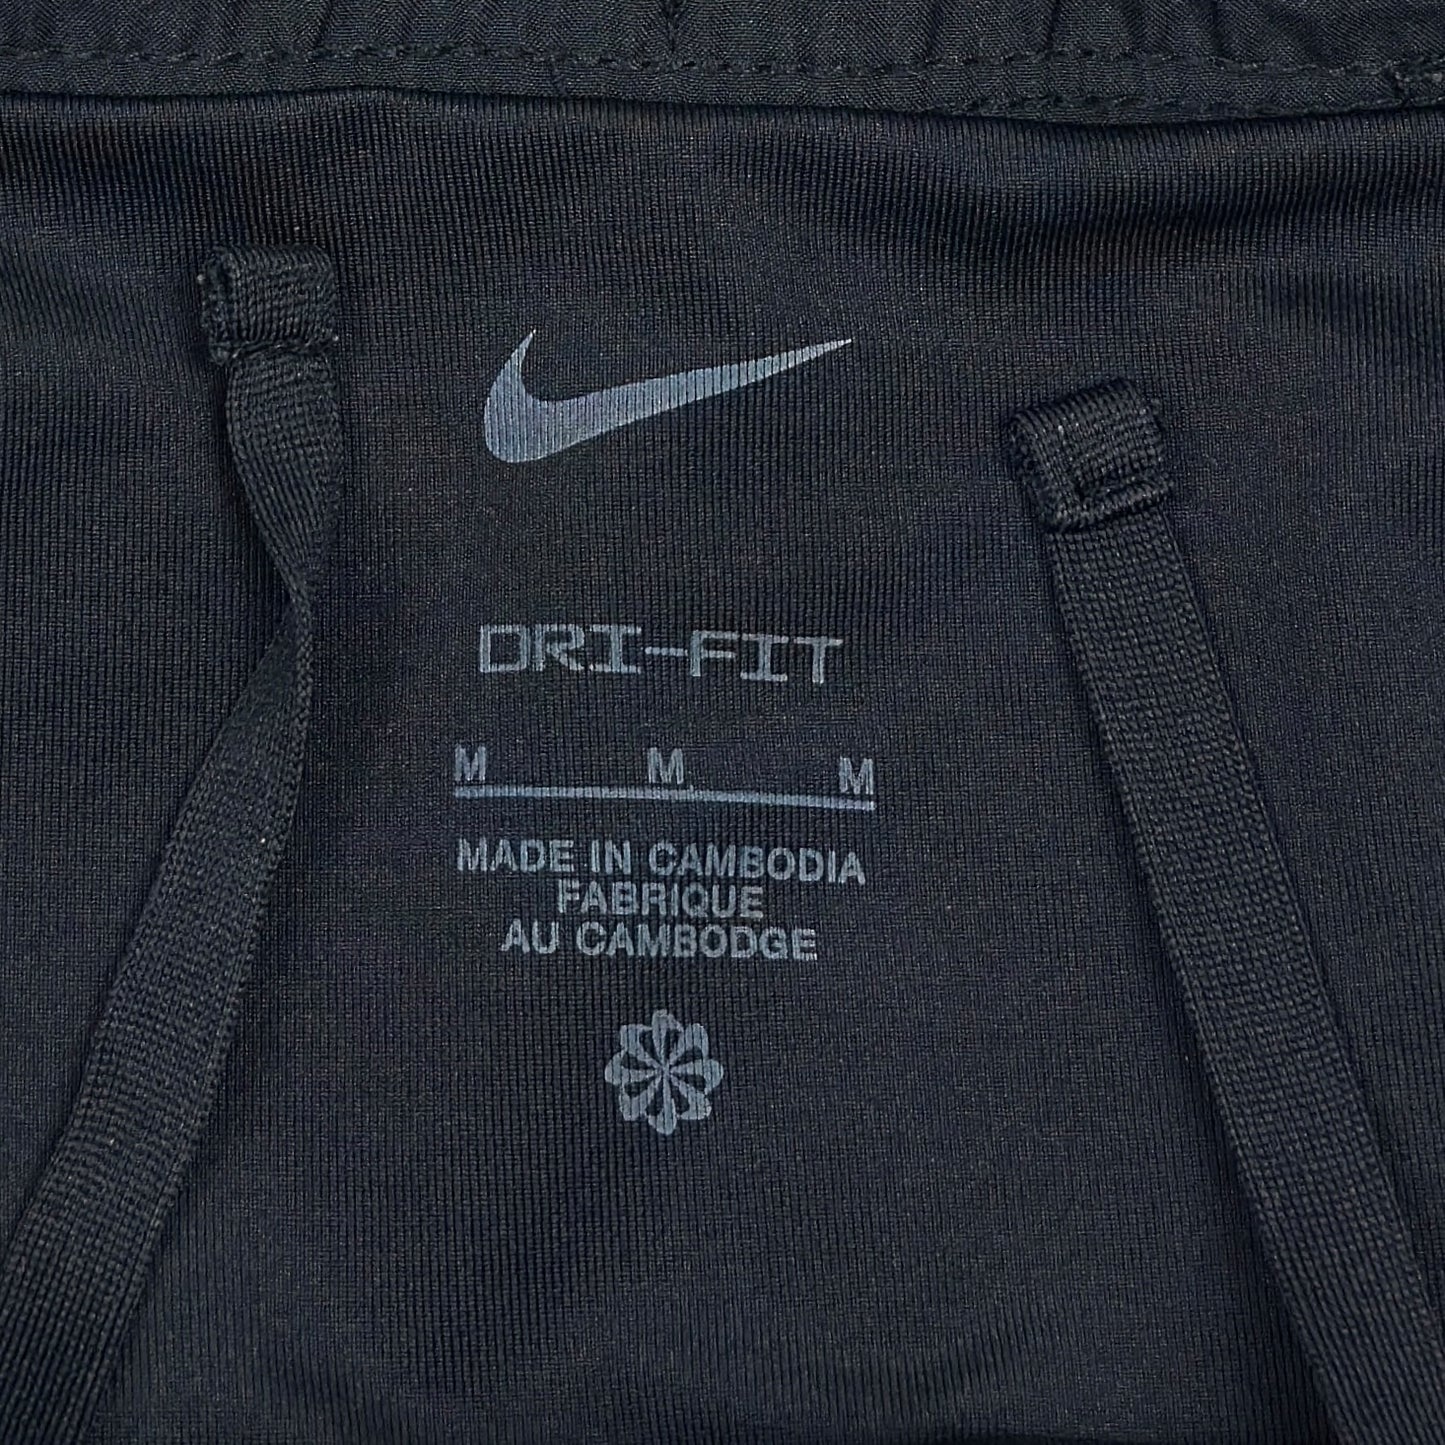 DRI-FIT
M M M
MADE IN CAMBODIA
FABRIQUE
AU CAMBODGE